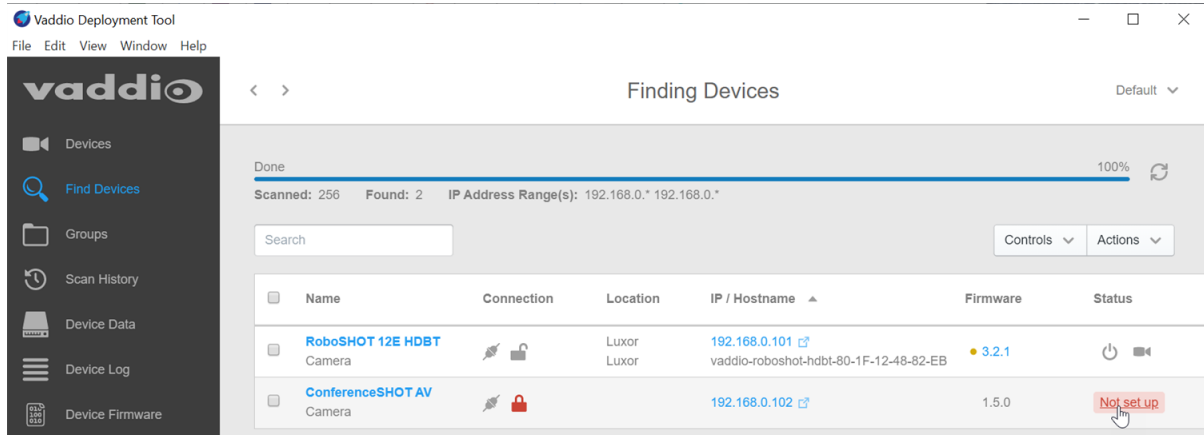 Vaddio Deployment Tool
File Edit View Window Help
vaddio
Finding Devices
Default
Devices
Find Devices
Groups
Scan History
Device Data
Device Log
Device Firmware
Done 100%
Scanned: 256 Found: 2 IP Address Range(s): 192.168.0.* 192.168.0.*
Search
Controls Actions
Name Connection Location IP / Hostname Firmware Status
RoboSHOT 12E HDBT Luxor 192.168.0.101 3.2.1
Camera Luxor vaddio-roboshot-hdbt-80-1F-12-48-82-EB
ConferenceSHOT AV 192.168.0.102 1.5.0 Not set up
Camera